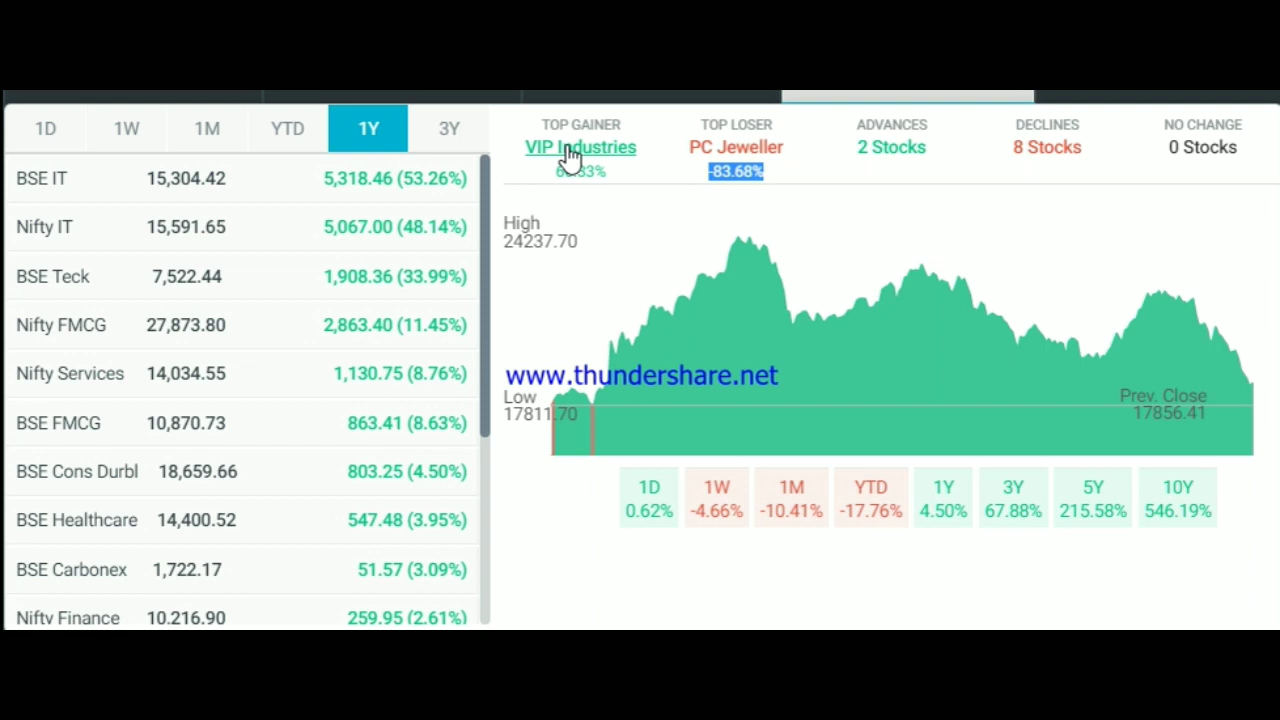 1D 1W 1M YTD 1Y 3Y
BSE IT 15,304.42 5,318.46 (53.26%)
Nifty IT 15,591.65 5,067.00 (48.14%)
BSE Teck 7,522.44 1,908.36 (33.99%)
Nifty FMCG 27,873.80 2,863.40 (11.45%)
Nifty Services 14,034.55 1,130.75 (8.76%)
BSE FMCG 10,870.73 863.41 (8.63%)
BSE Cons Durbl 18,659.66 803.25 (4.50%)
BSE Healthcare 14,400.52 547.48 (3.95%)
BSE Carbonex 1,722.17 51.57 (3.09%)
Nifty Finance 10,216.90 259.95 (2.61%)
TOP GAINER TOP LOSER ADVANCES DECLINES NO CHANGE
VIP Industries PC Jeweller 2 Stocks 8 Stocks 0 Stocks
-83.68%
High
24237.70
www.thundershare.net
Low Prev. Close
17811.70 17856.41
1D 1W 1M YTD 1Y 3Y 5Y 10Y
0.62% -4.66% -10.41% -17.76% 4.50% 67.88% 215.58% 546.19%